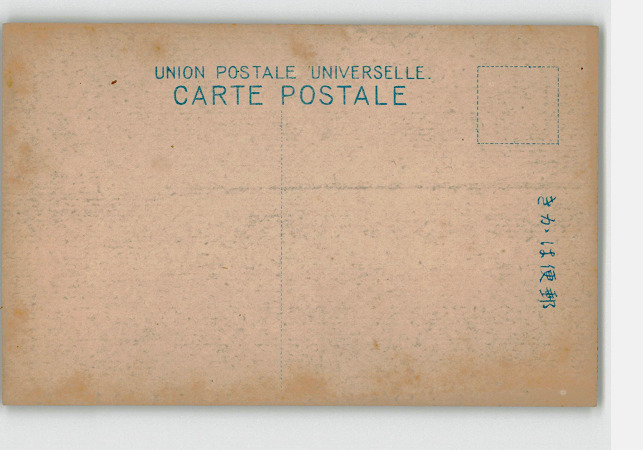 UNION POSTALE UNIVERSELLE.
CARTE POSTALE
きかは便郵